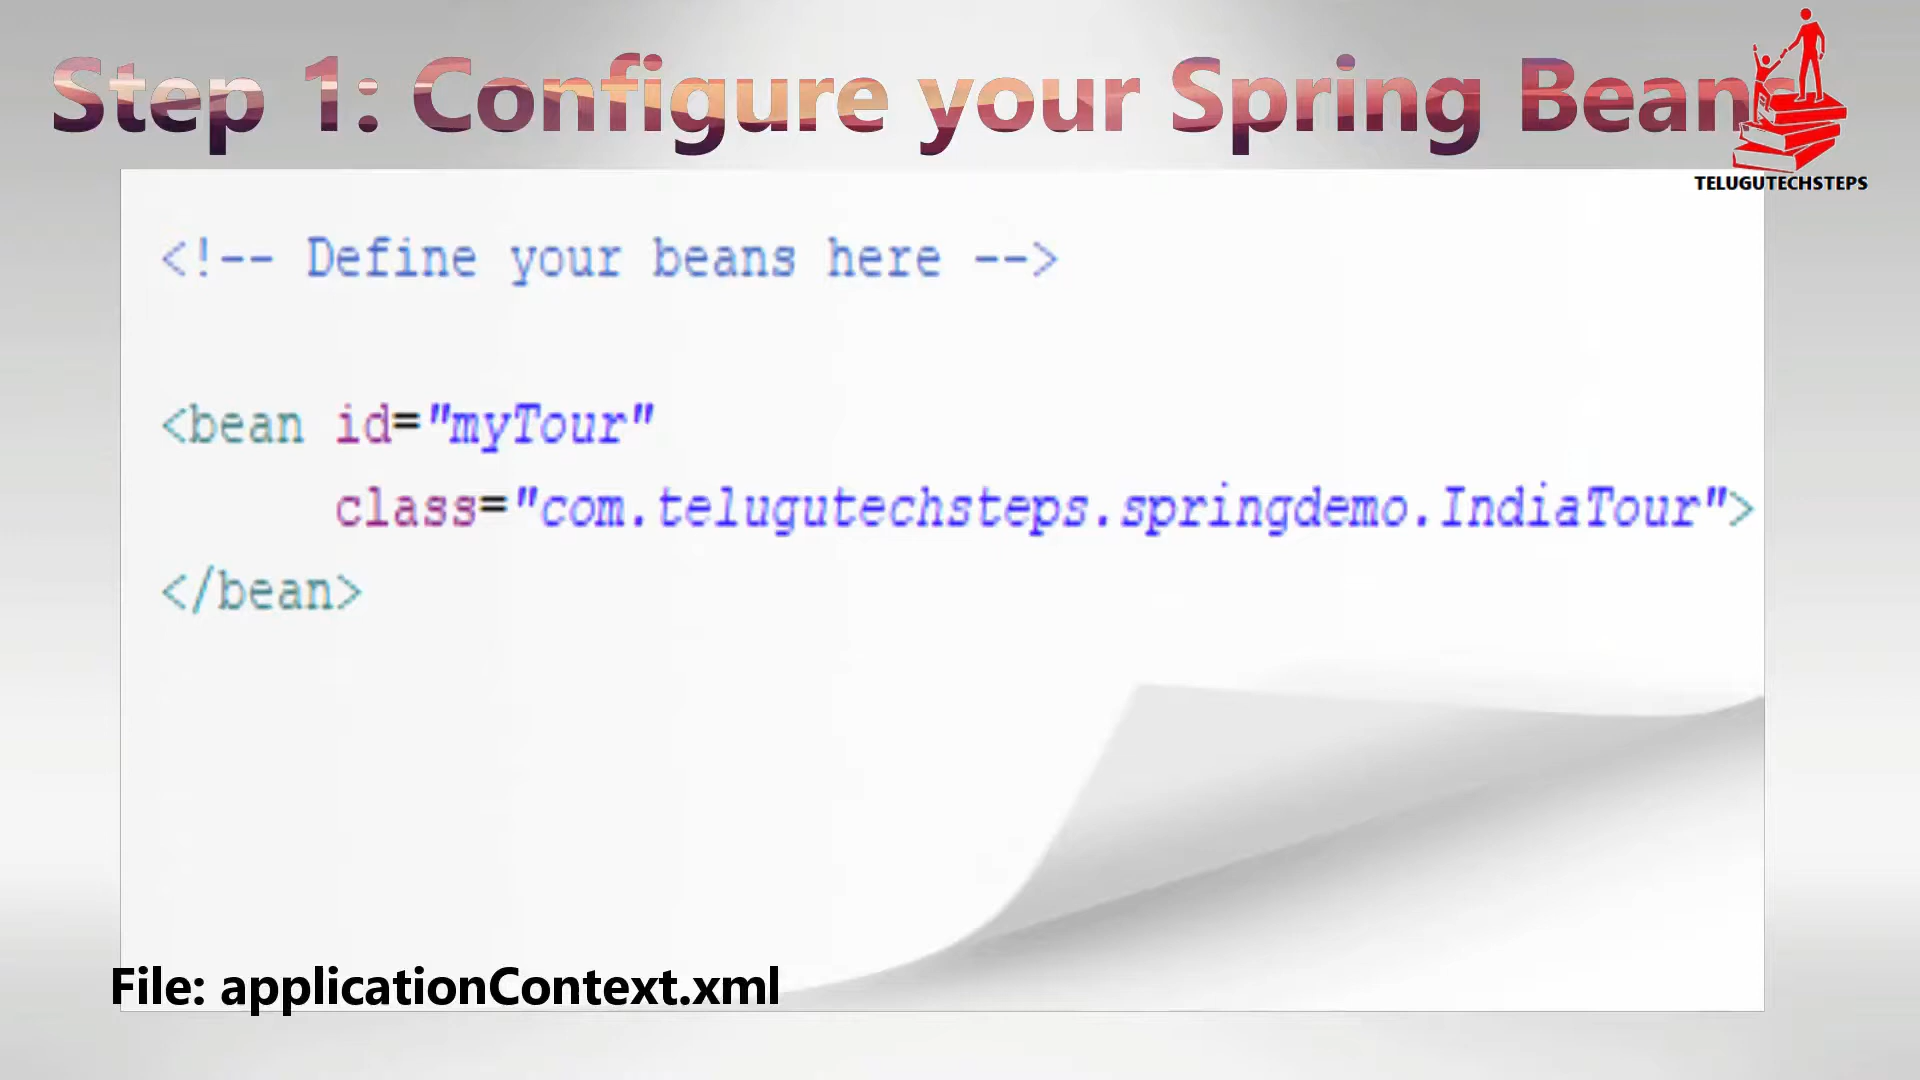 Step 1: Configure your Spring Beans
TELUGUTECHSTEPS
<!-- Define your beans here -->
<bean id="myTour"
class="com.telugutechsteps.springdemo.IndiaTour">
</bean>
File: applicationContext.xml